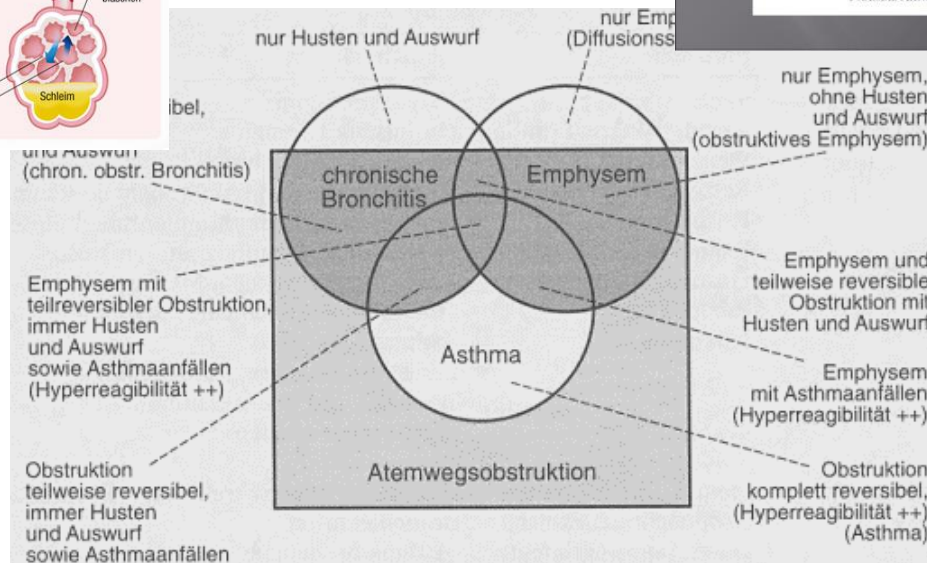 Schleim
nur Husten und Auswurf
nur Emp
(Diffusionss
nur Emphysem,
ohne Husten
und Auswurf
(obstruktives Emphysem)
ibel,
und Auswurf
(chron. obstr. Bronchitis)
chronische
Bronchitis
Emphysem
Emphysem mit
teilreversibler Obstruktion,
immer Husten
und Auswurf
sowie Asthmaanfällen
(Hyperreagibilität ++)
Emphysem und
teilweise reversible
Obstruktion mit
Husten und Auswurf
Asthma
Emphysem
mit Asthmaanfällen
(Hyperreagibilität ++)
Atemwegsobstruktion
Obstruktion
teilweise reversibel,
immer Husten
und Auswurf
sowie Asthmaanfällen
Obstruktion
komplett reversibel,
(Hyperreagibilität ++)
(Asthma)